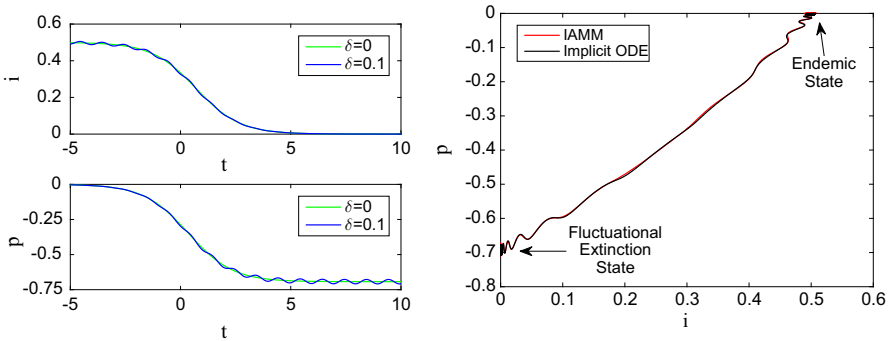 0.6
0.4
0.2
0
i
-5
0
5
10
t
δ=0
δ=0.1
0
-0.25
-0.5
-0.75
p
-5
0
5
10
t
δ=0
δ=0.1
0
-0.1
-0.2
-0.3
-0.4
-0.5
-0.6
-0.7
-0.8
p
0
0.1
0.2
0.3
0.4
0.5
0.6
i
IAMM
Implicit ODE
Endemic
State
Fluctuational
Extinction
State